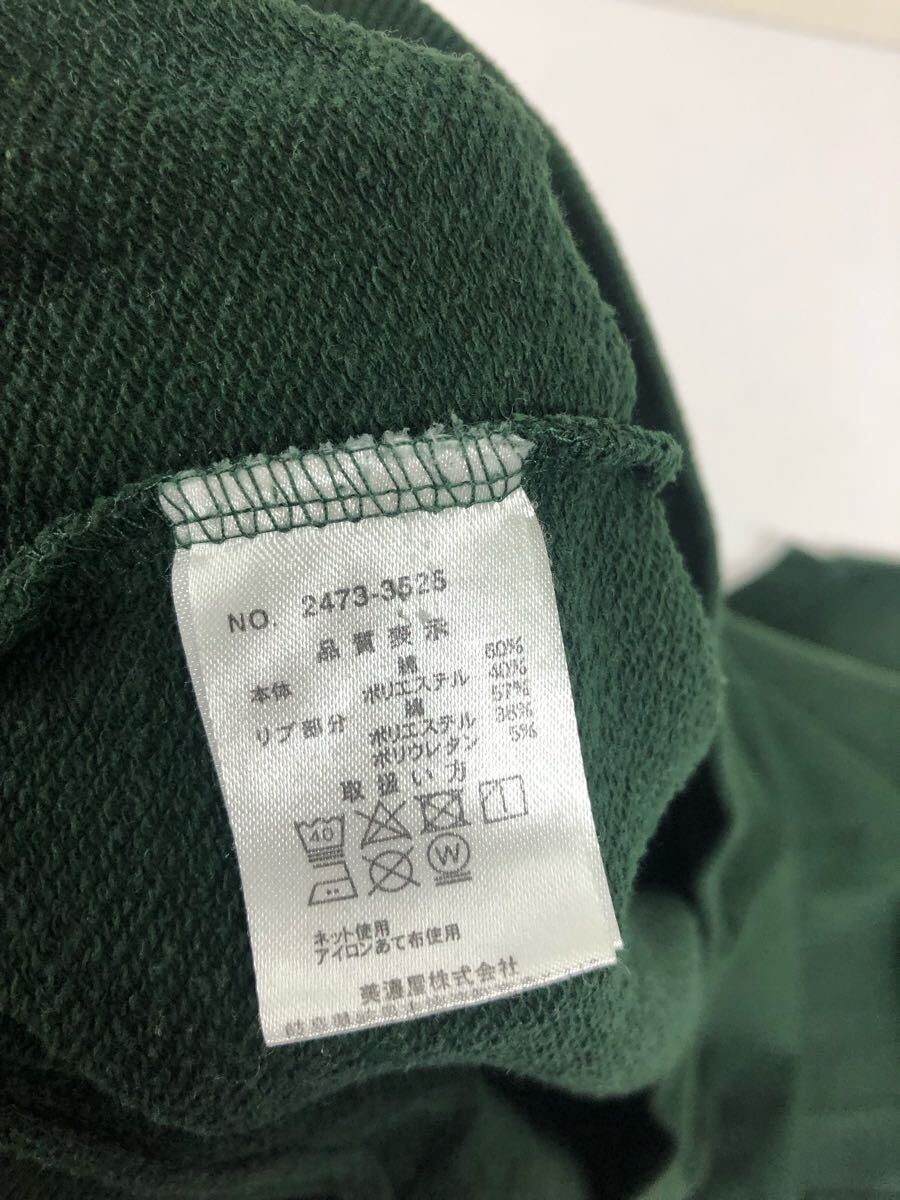 NO. 2473-3525
品質表示
本体 綿 60%
ポリエステル 40%
リブ部分 綿 57%
ポリエステル 38%
ポリウレタン 5%
取扱い方
40
W
ネット使用
アイロンあて布使用
美濃屋株式会社